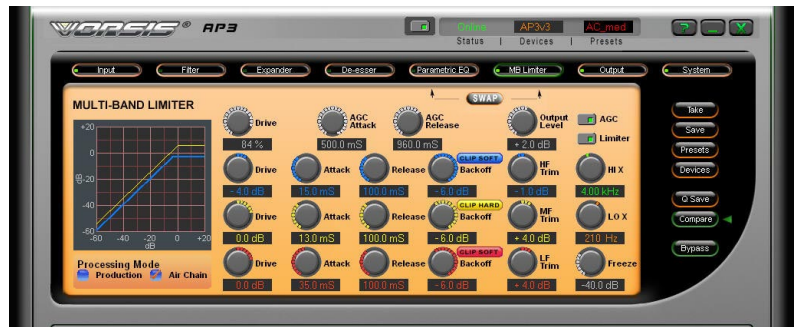 VORSIS® AP3
Online AP3v3 AC_med
Status | Devices | Presets
? _ X
Input Filter Expander De-esser Parametric EQ MB Limiter Output System
SWAP
MULTI-BAND LIMITER
Drive AGC Attack AGC Release Output Level AGC
84 % 500.0 mS 960.0 mS +2.0 dB Limiter
+20
0
-20
-40
-60
dB
-60 -40 -20 0 +20
dB
CLIP SOFT
Drive Attack Release Backoff HF Trim HI X
-4.0 dB 15.0 mS 100.0 mS -6.0 dB -1.0 dB 4.00 kHz
CLIP HARD
Drive Attack Release Backoff MF Trim LO X
0.0 dB 13.0 mS 100.0 mS -6.0 dB +4.0 dB 210 Hz
CLIP SOFT
Drive Attack Release Backoff LF Trim Freeze
0.0 dB 35.0 mS 100.0 mS -6.0 dB +4.0 dB -40.0 dB
Processing Mode
Production Air Chain
Take
Save
Presets
Devices
Q Save
Compare
Bypass